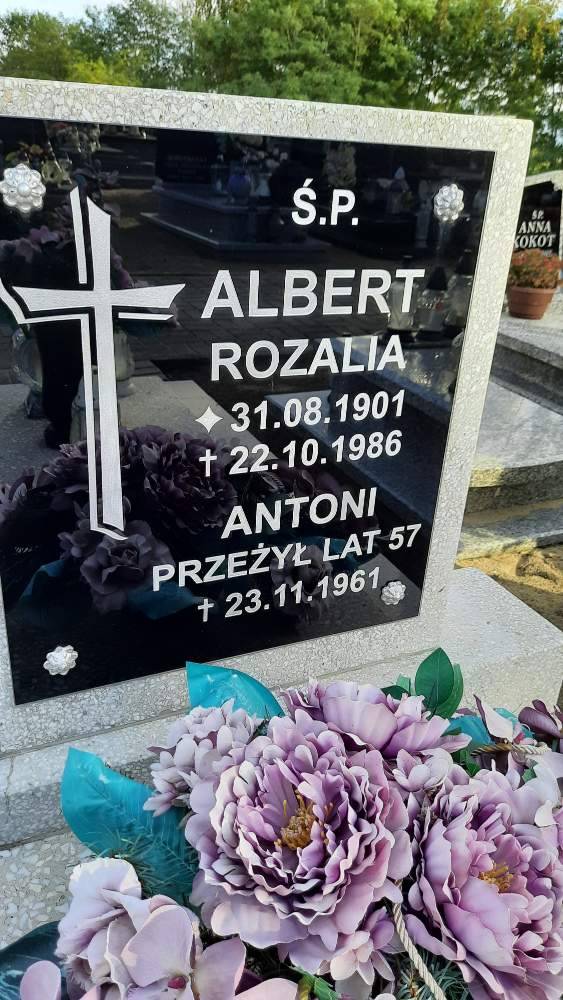 Ś.P.
ALBERT
ROZALIA
✦ 31.08.1901
† 22.10.1986
ANTONI
PRZEŻYŁ LAT 57
† 23.11.1961
ŚP.
ANNA
KOKOT